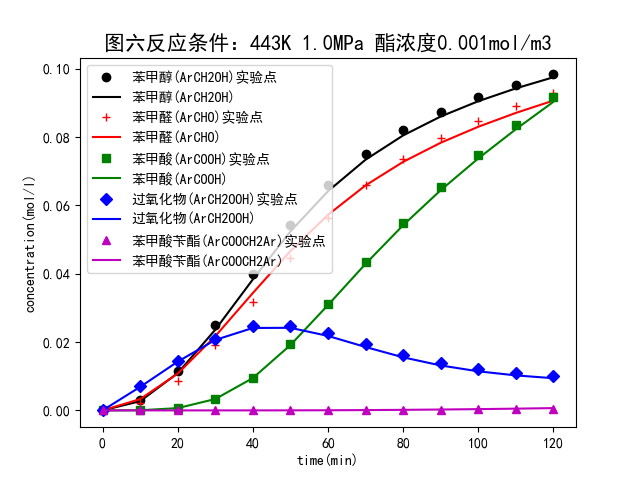 图六反应条件：443K 1.0MPa 酯浓度0.001mol/m3
苯甲醇(ArCH2OH)实验点
苯甲醇(ArCH2OH)
苯甲醛(ArCHO)实验点
苯甲醛(ArCHO)
苯甲酸(ArCOOH)实验点
苯甲酸(ArCOOH)
过氧化物(ArCH2OOH)实验点
过氧化物(ArCH2OOH)
苯甲酸苄酯(ArCOOCH2Ar)实验点
苯甲酸苄酯(ArCOOCH2Ar)
concentration(mol/l)
0.10
0.08
0.06
0.04
0.02
0.00
0 20 40 60 80 100 120
time(min)